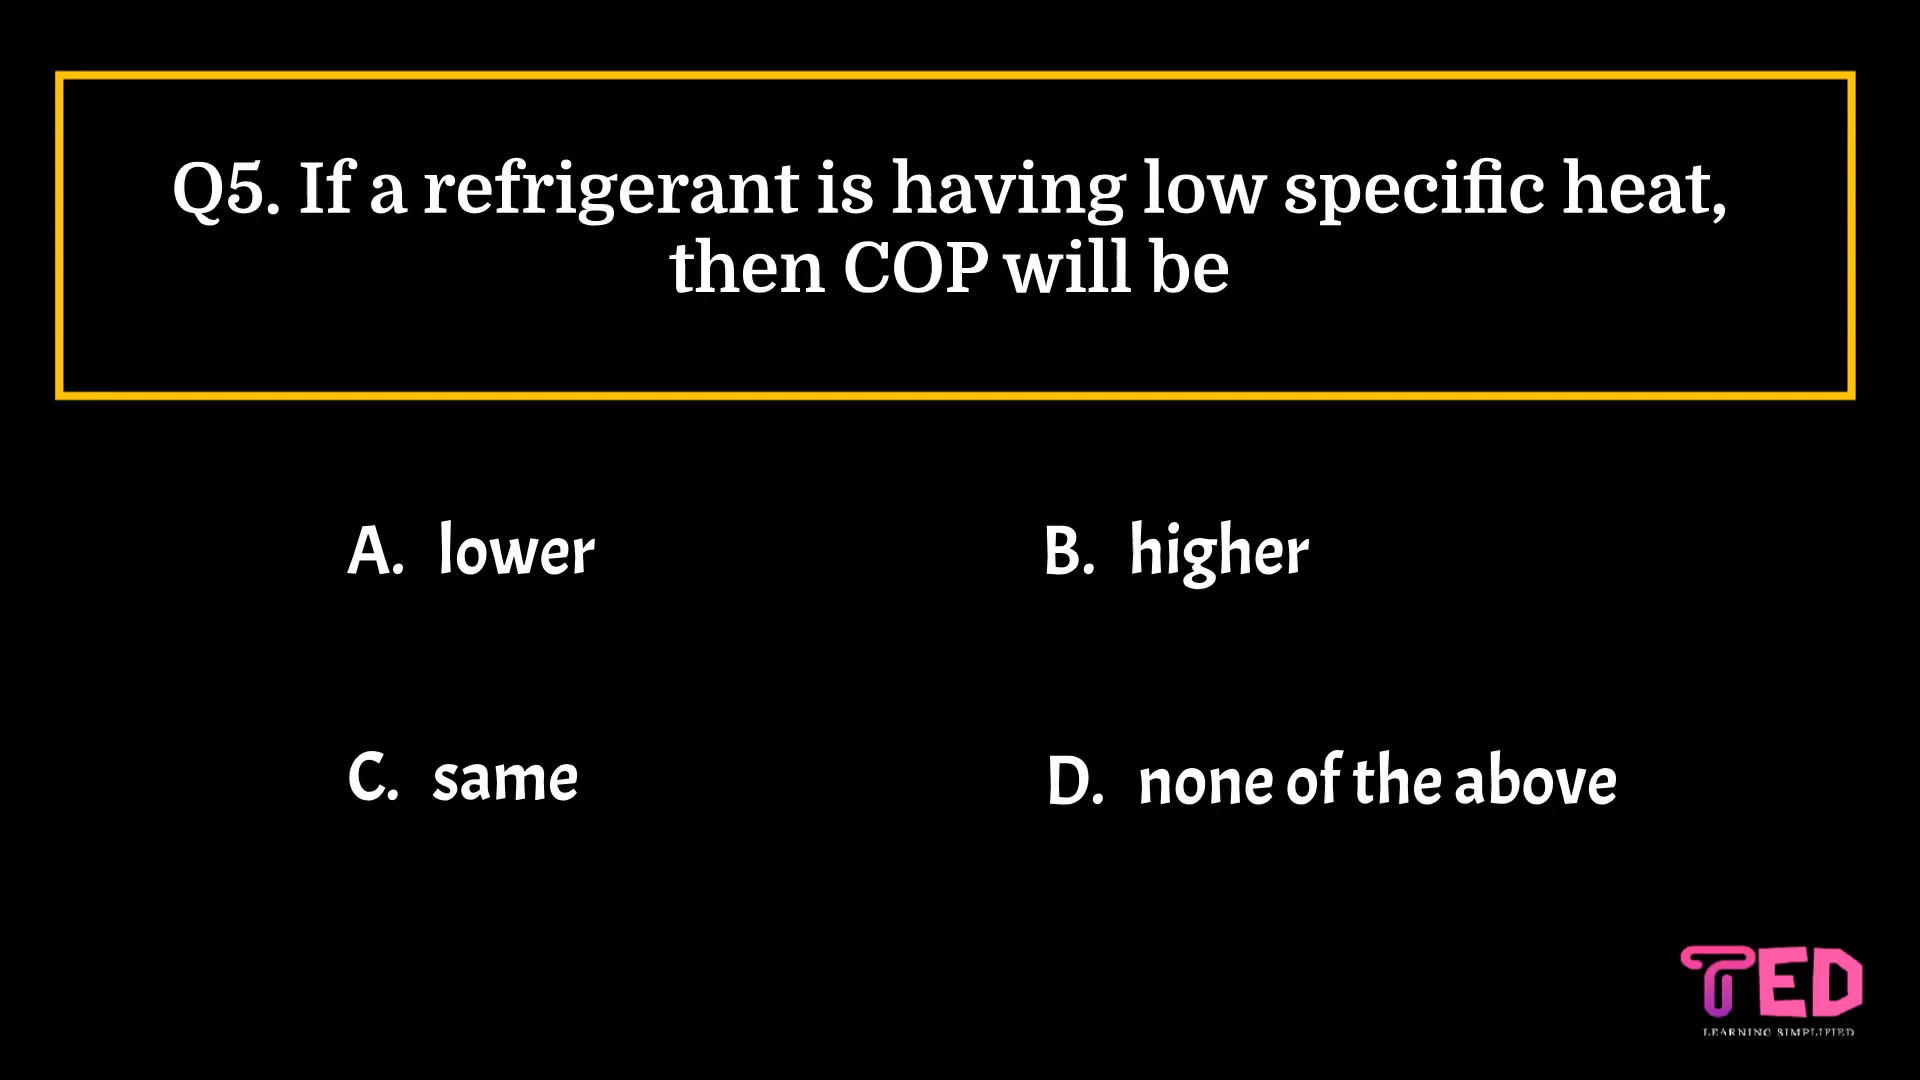 Q5. If a refrigerant is having low specific heat,
then COP will be
A. lower
B. higher
C. same
D. none of the above
TED
LEARNING SIMPLIFIED